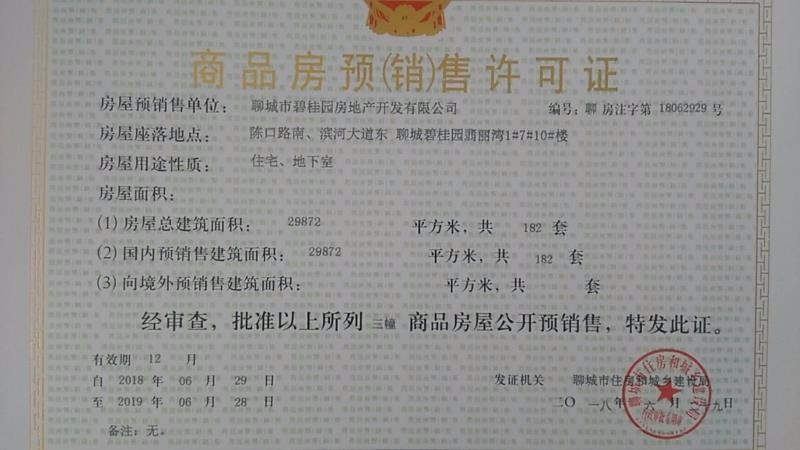 商品房预(销)售许可证
房屋预销售单位： 聊城市碧桂园房地产开发有限公司 编号：聊 房注字第 18062929 号
房屋座落地点： 陈口路南、滨河大道东 聊城碧桂园翡丽湾1#7#10#楼
房屋用途性质： 住宅、地下室
房屋面积：
(1) 房屋总建筑面积： 29872 平方米，共 182 套
(2) 国内预销售建筑面积： 29872 平方米，共 182 套
(3) 向境外预销售建筑面积： 平方米，共 套
经审查，批准以上所列 三幢 商品房屋公开预销售，特发此证。
有效期 12 月
自 2018 年 06 月 29 日
发证机关 聊城市住房和城乡建设局
至 2019 年 06 月 28 日
二〇一八年 六 月 九日
备注：无。